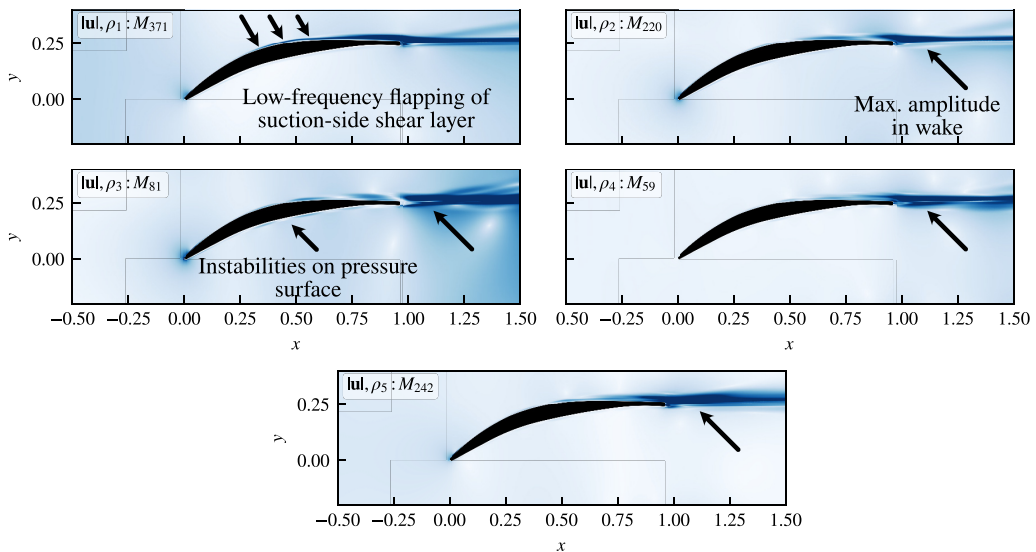 |u|, ρ1 : M371
|u|, ρ2 : M220
0.25
0.00
y
Low-frequency flapping of
suction-side shear layer
Max. amplitude
in wake
|u|, ρ3 : M81
|u|, ρ4 : M59
0.25
0.00
y
Instabilities on pressure
surface
−0.50 −0.25 0.00 0.25 0.50 0.75 1.00 1.25 1.50
0.50 −0.25 0.00 0.25 0.50 0.75 1.00 1.25 1.50
x
x
|u|, ρ5 : M242
0.25
0.00
y
−0.50 −0.25 0.00 0.25 0.50 0.75 1.00 1.25 1.50
x